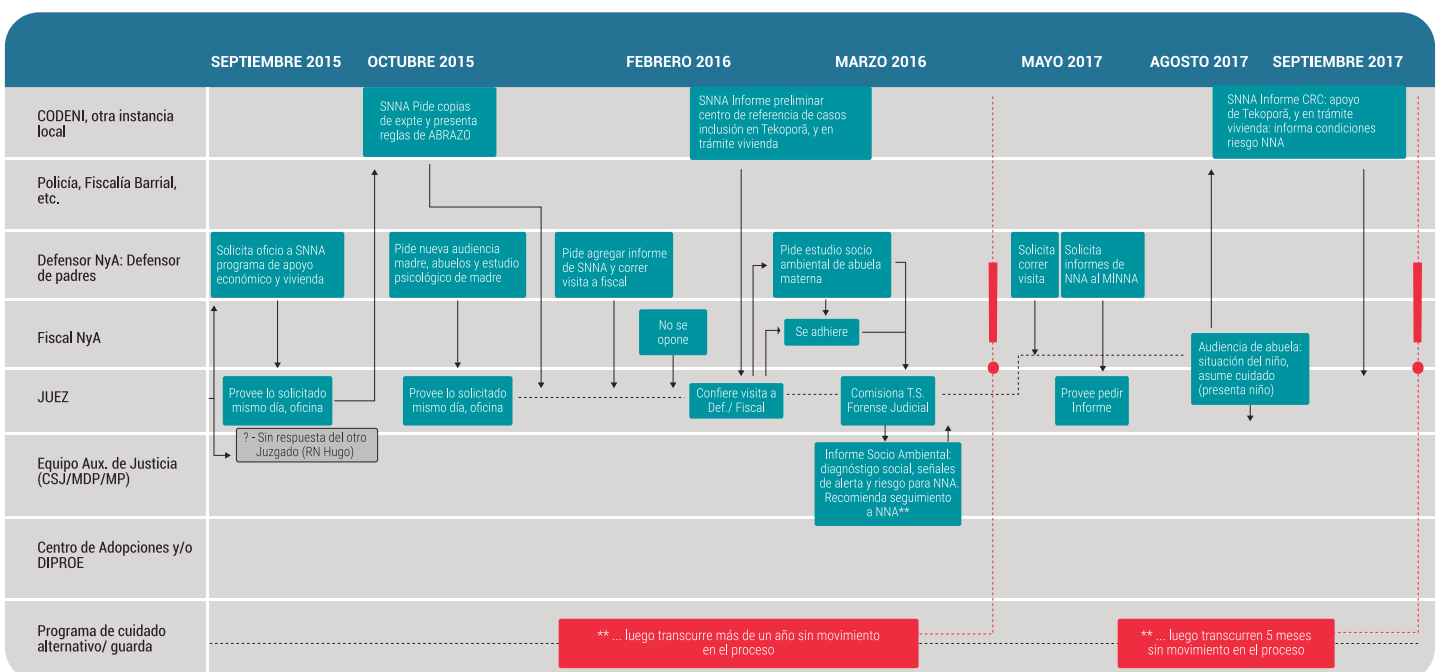 SEPTIEMBRE 2015
OCTUBRE 2015
FEBRERO 2016
MARZO 2016
MAYO 2017
AGOSTO 2017
SEPTIEMBRE 2017
CODENI, otra instancia
local
SNNA Pide copias
de expte y presenta
reglas de ABRAZO
SNNA Informe preliminar
centro de referencia de casos
inclusión en Tekoporã, y en
trámite vivienda
SNNA Informe CRC: apoyo
de Tekoporã, y en trámite
vivienda: informa condiciones
riesgo NNA
Policía, Fiscalía Barrial,
etc.
Defensor NyA: Defensor
de padres
Solicita oficio a SNNA
programa de apoyo
económico y vivienda
Pide nueva audiencia
madre, abuelos y estudio
psicológico de madre
Pide agregar informe
de SNNA y correr
visita a fiscal
Pide estudio socio
ambiental de abuela
materna
Solicita
correr
visita
Solicita
informes de
NNA al MINNA
Fiscal NyA
No se
opone
Se adhiere
Audiencia de abuela:
situación del niño,
asume cuidado
(presenta niño)
JUEZ
Provee lo solicitado
mismo día, oficina
Provee lo solicitado
mismo día, oficina
Confiere visita a
Def./ Fiscal
Comisiona T.S.
Forense Judicial
Provee pedir
Informe
? - Sin respuesta del otro
Juzgado (RN Hugo)
Equipo Aux. de Justicia
(CSJ/MDP/MP)
Informe Socio Ambiental:
diagnóstigo social, señales
de alerta y riesgo para NNA.
Recomienda seguimiento
a NNA**
Centro de Adopciones y/o
DIPROE
Programa de cuidado
alternativo/ guarda
** ... luego transcurre más de un año sin movimiento
en el proceso
** ... luego transcurren 5 meses
sin movimiento en el proceso